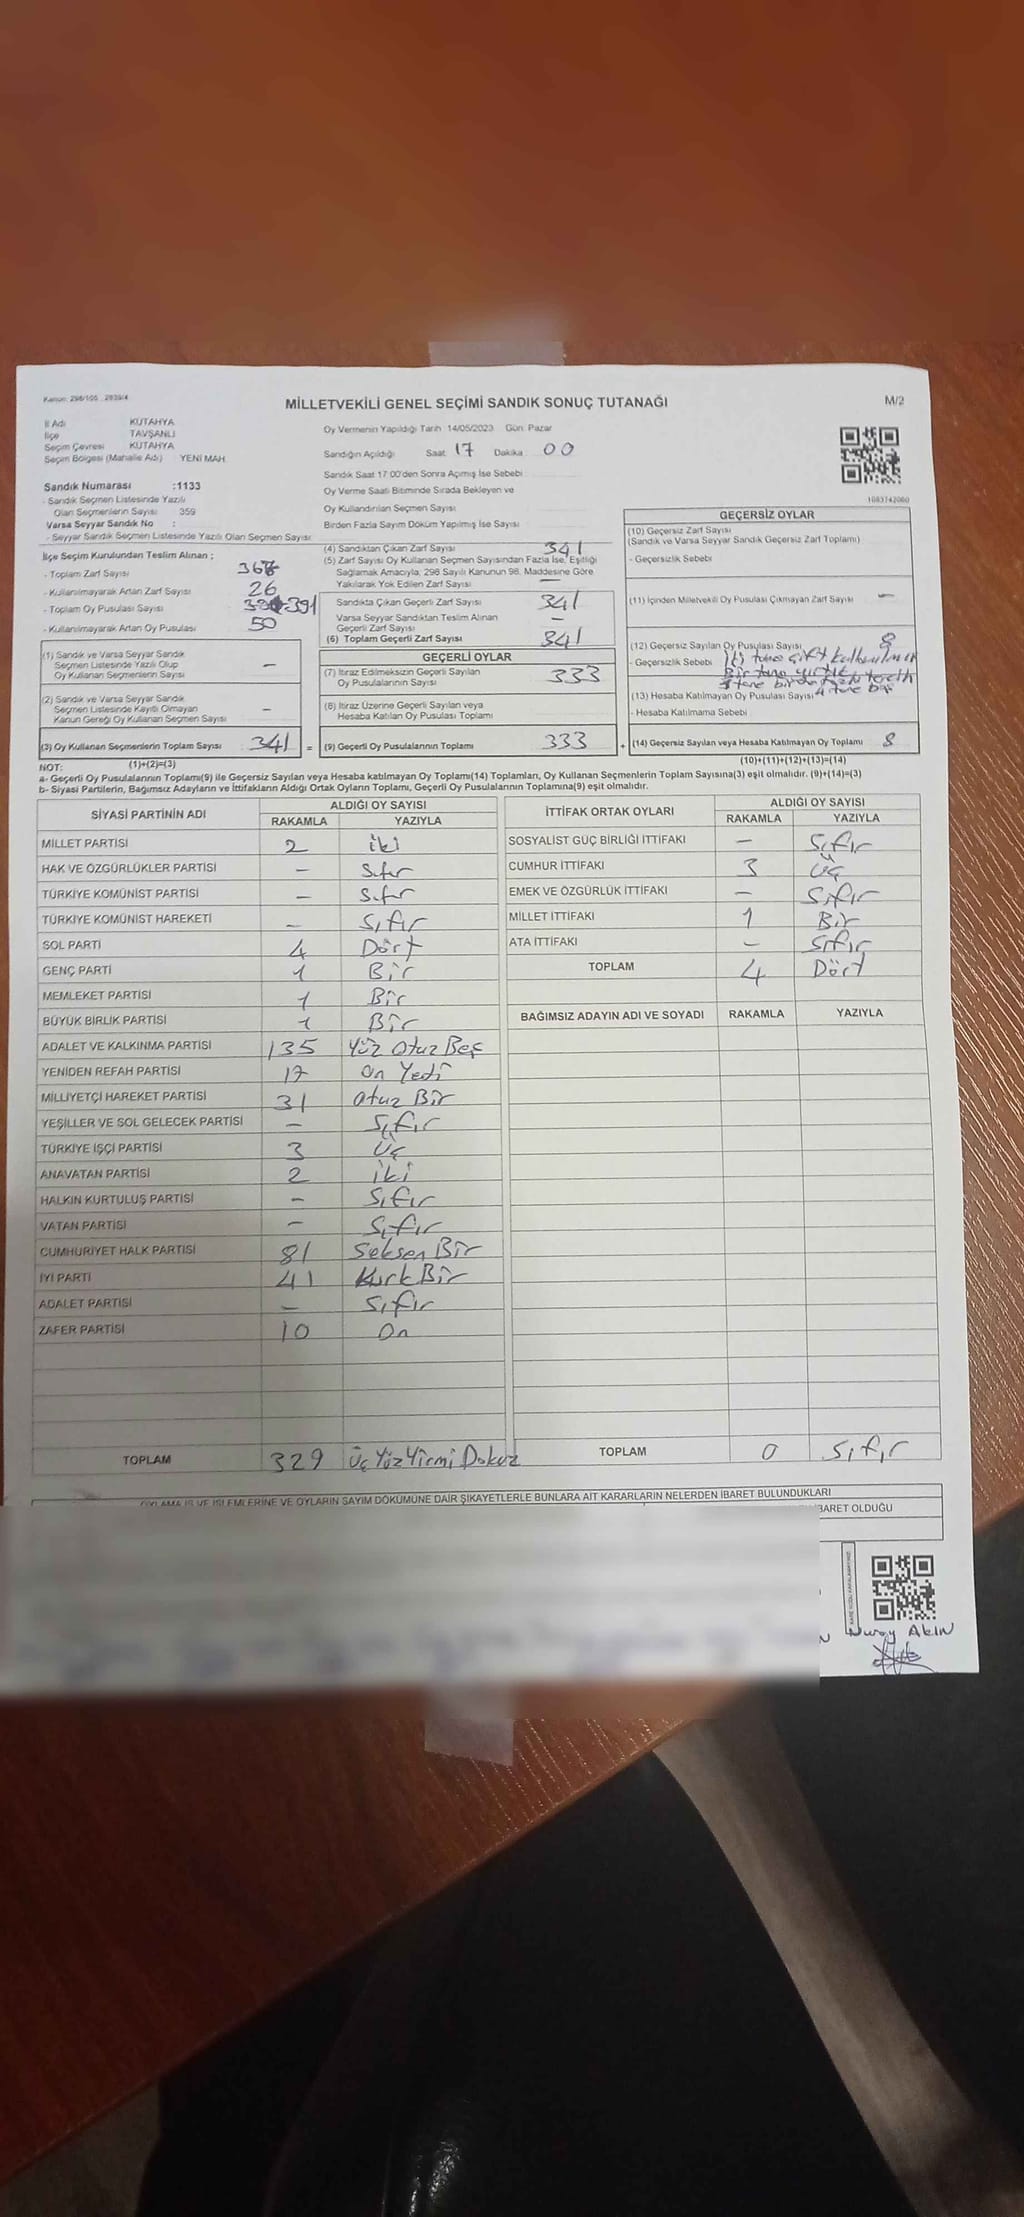 Kanun: 298/105 , 2839/4
MİLLETVEKİLİ GENEL SEÇİMİ SANDIK SONUÇ TUTANAĞI
M/2
İl Adı KÜTAHYA
İlçe TAVŞANLI
Seçim Çevresi KÜTAHYA
Seçim Bölgesi (Mahalle Adı) YENİ MAH.
Sandık Numarası :1133
- Sandık Seçmen Listesinde Yazılı
Olan Seçmenlerin Sayısı 359
Varsa Seyyar Sandık No :
- Seyyar Sandık Seçmen Listesinde Yazılı Olan Seçmen Sayısı:
Oy Vermenin Yapıldığı Tarih 14/05/2023 Gün: Pazar
Sandığın Açıldığı Saat 17 Dakika 00
Sandık Saat 17:00'den Sonra Açımış İse Sebebi
Oy Verme Saati Bitiminde Sırada Bekleyen ve
Oy Kullandırılan Seçmen Sayısı
Birden Fazla Sayım Döküm Yapılmış İse Sayısı
1083742060
İlçe Seçim Kurulundan Teslim Alınan ;
- Toplam Zarf Sayısı 367
- Kullanılmayarak Artan Zarf Sayısı 26
- Toplam Oy Pusulası Sayısı 391
- Kullanılmayarak Artan Oy Pusulası 50
(1) Sandık ve Varsa Seyyar Sandık
Seçmen Listesinde Yazılı Olup
Oy Kullanan Seçmenlerin Sayısı -
(2) Sandık ve Varsa Seyyar Sandık
Seçmen Listesinde Kayıtlı Olmayan
Kanun Gereği Oy Kullanan Seçmen Sayısı -
(3) Oy Kullanan Seçmenlerin Toplam Sayısı 341 =
(4) Sandıktan Çıkan Zarf Sayısı 341
(5) Zarf Sayısı Oy Kullanan Seçmen Sayısından Fazla İse, Eşitliği
Sağlamak Amacıyla, 298 Sayılı Kanunun 98. Maddesine Göre
Yakılarak Yok Edilen Zarf Sayısı -
Sandıkta Çıkan Geçerli Zarf Sayısı 341
Varsa Seyyar Sandıktan Teslim Alınan
Geçerli Zarf Sayısı -
(6) Toplam Geçerli Zarf Sayısı 341
GEÇERLİ OYLAR
(7) İtiraz Edilmeksizin Geçerli Sayılan
Oy Pusulalarının Sayısı 333
(8) İtiraz Üzerine Geçerli Sayılan veya
Hesaba Katılan Oy Pusulası Toplamı
(9) Geçerli Oy Pusulalarının Toplamı 333 +
GEÇERSİZ OYLAR
(10) Geçersiz Zarf Sayısı
(Sandık ve Varsa Seyyar Sandık Geçersiz Zarf Toplamı)
- Geçersizlik Sebebi
(11) İçinden Milletvekili Oy Pusulası Çıkmayan Zarf Sayısı -
(12) Geçersiz Sayılan Oy Pusulası Sayısı 8
- Geçersizlik Sebebi İki tane çift
Bir tane yırtık
tane birden
(13) Hesaba Katılmayan Oy Pusulası Sayısı 4 tane
- Hesaba Katılmama Sebebi
(14) Geçersiz Sayılan veya Hesaba Katılmayan Oy Toplamı 8
NOT: (1)+(2)=(3) (10)+(11)+(12)+(13)=(14)
a- Geçerli Oy Pusulalarının Toplamı(9) ile Geçersiz Sayılan veya Hesaba katılmayan Oy Toplamı(14) Toplamları, Oy Kullanan Seçmenlerin Toplam Sayısına(3) eşit olmalıdır. (9)+(14)=(3)
b- Siyasi Partilerin, Bağımsız Adayların ve İttifakların Aldığı Ortak Oyların Toplamı, Geçerli Oy Pusulalarının Toplamına(9) eşit olmalıdır.
SİYASİ PARTİNİN ADI ALDIĞI OY SAYISI
RAKAMLA YAZIYLA
MİLLET PARTİSİ 2 iki
HAK VE ÖZGÜRLÜKLER PARTİSİ - Sıfır
TÜRKİYE KOMÜNİST PARTİSİ - Sıfır
TÜRKİYE KOMÜNİST HAREKETİ - Sıfır
SOL PARTİ 4 Dört
GENÇ PARTİ 1 Bir
MEMLEKET PARTİSİ 1 Bir
BÜYÜK BİRLİK PARTİSİ 1 Bir
ADALET VE KALKINMA PARTİSİ 135 Yüz Otuz Beş
YENİDEN REFAH PARTİSİ 17 On Yedi
MİLLİYETÇİ HAREKET PARTİSİ 31 Otuz Bir
YEŞİLLER VE SOL GELECEK PARTİSİ - Sıfır
TÜRKİYE İŞÇİ PARTİSİ 3 Üç
ANAVATAN PARTİSİ 2 iki
HALKIN KURTULUŞ PARTİSİ - Sıfır
VATAN PARTİSİ - Sıfır
CUMHURİYET HALK PARTİSİ 81 Seksen Bir
İYİ PARTİ 41 Kırk Bir
ADALET PARTİSİ - Sıfır
ZAFER PARTİSİ 10 On
TOPLAM 329 Üç Yüz Yirmi Dokuz
İTTİFAK ORTAK OYLARI ALDIĞI OY SAYISI
RAKAMLA YAZIYLA
SOSYALİST GÜÇ BİRLİĞİ İTTİFAKI - Sıfır
CUMHUR İTTİFAKI 3 Üç
EMEK VE ÖZGÜRLÜK İTTİFAKI - Sıfır
MİLLET İTTİFAKI 1 Bir
ATA İTTİFAKI - Sıfır
TOPLAM 4 Dört
BAĞIMSIZ ADAYIN ADI VE SOYADI RAKAMLA YAZIYLA
TOPLAM 0 Sıfır
OYLAMA İŞ VE İŞLEMLERİNE VE OYLARIN SAYIM DÖKÜMÜNE DAİR ŞİKAYETLERLE BUNLARA AİT KARARLARIN NELERDEN İBARET BULUNDUKLARI
İBARET OLDUĞU
Nuray AKIN